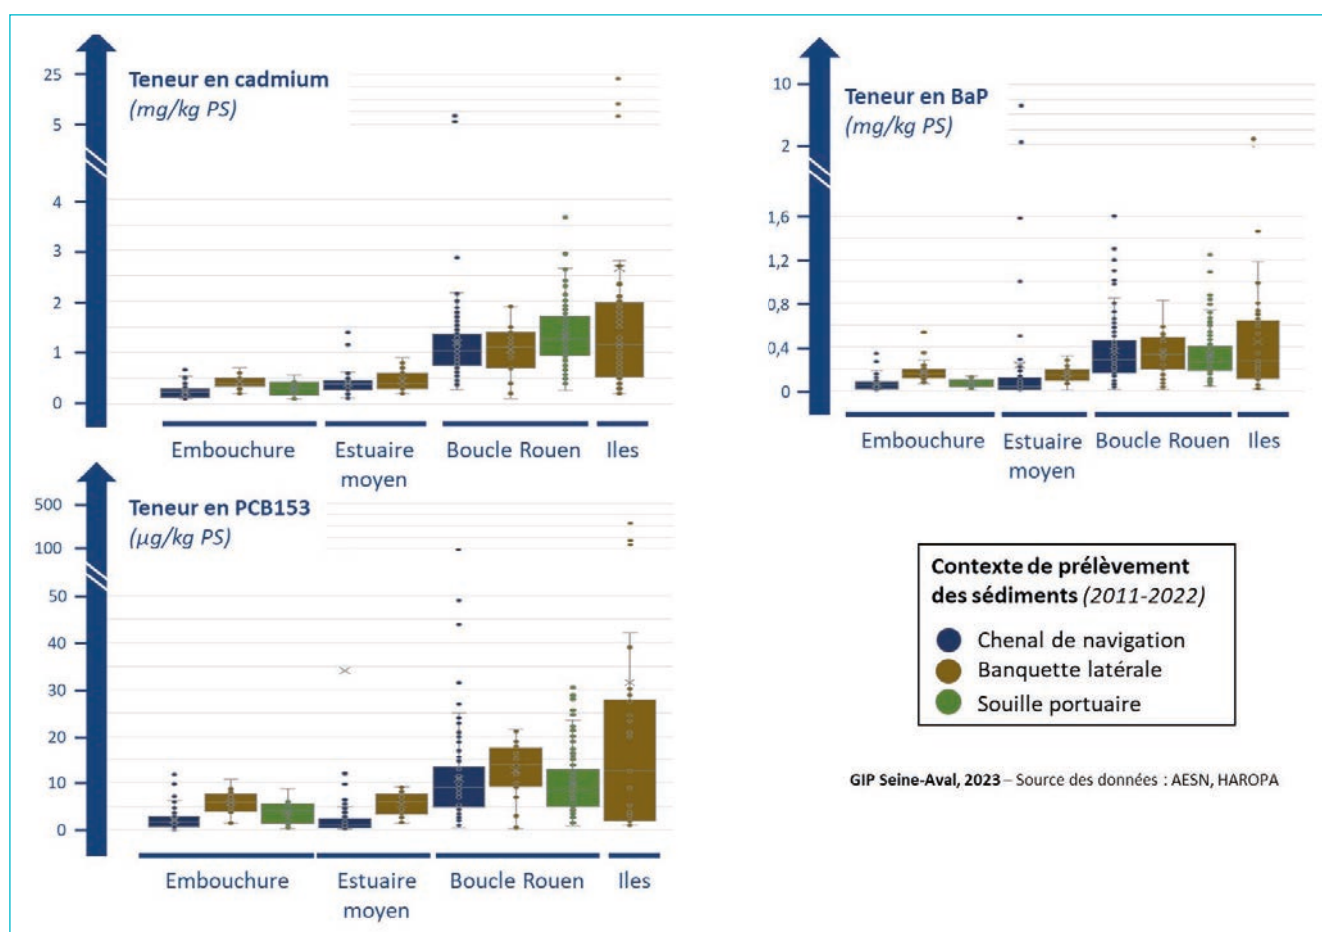 Teneur en cadmium
(mg/kg PS)
25
5
4
3
2
1
0
Embouchure
Estuaire
moyen
Boucle Rouen
Iles
Teneur en BaP
(mg/kg PS)
10
2
1,6
1,2
0,8
0,4
0
Embouchure
Estuaire
moyen
Boucle Rouen
Iles
Teneur en PCB153
(µg/kg PS)
500
100
50
40
30
20
10
0
Embouchure
Estuaire
moyen
Boucle Rouen
Iles
Contexte de prélèvement
des sédiments (2011-2022)
Chenal de navigation
Banquette latérale
Souille portuaire
GIP Seine-Aval, 2023 – Source des données : AESN, HAROPA